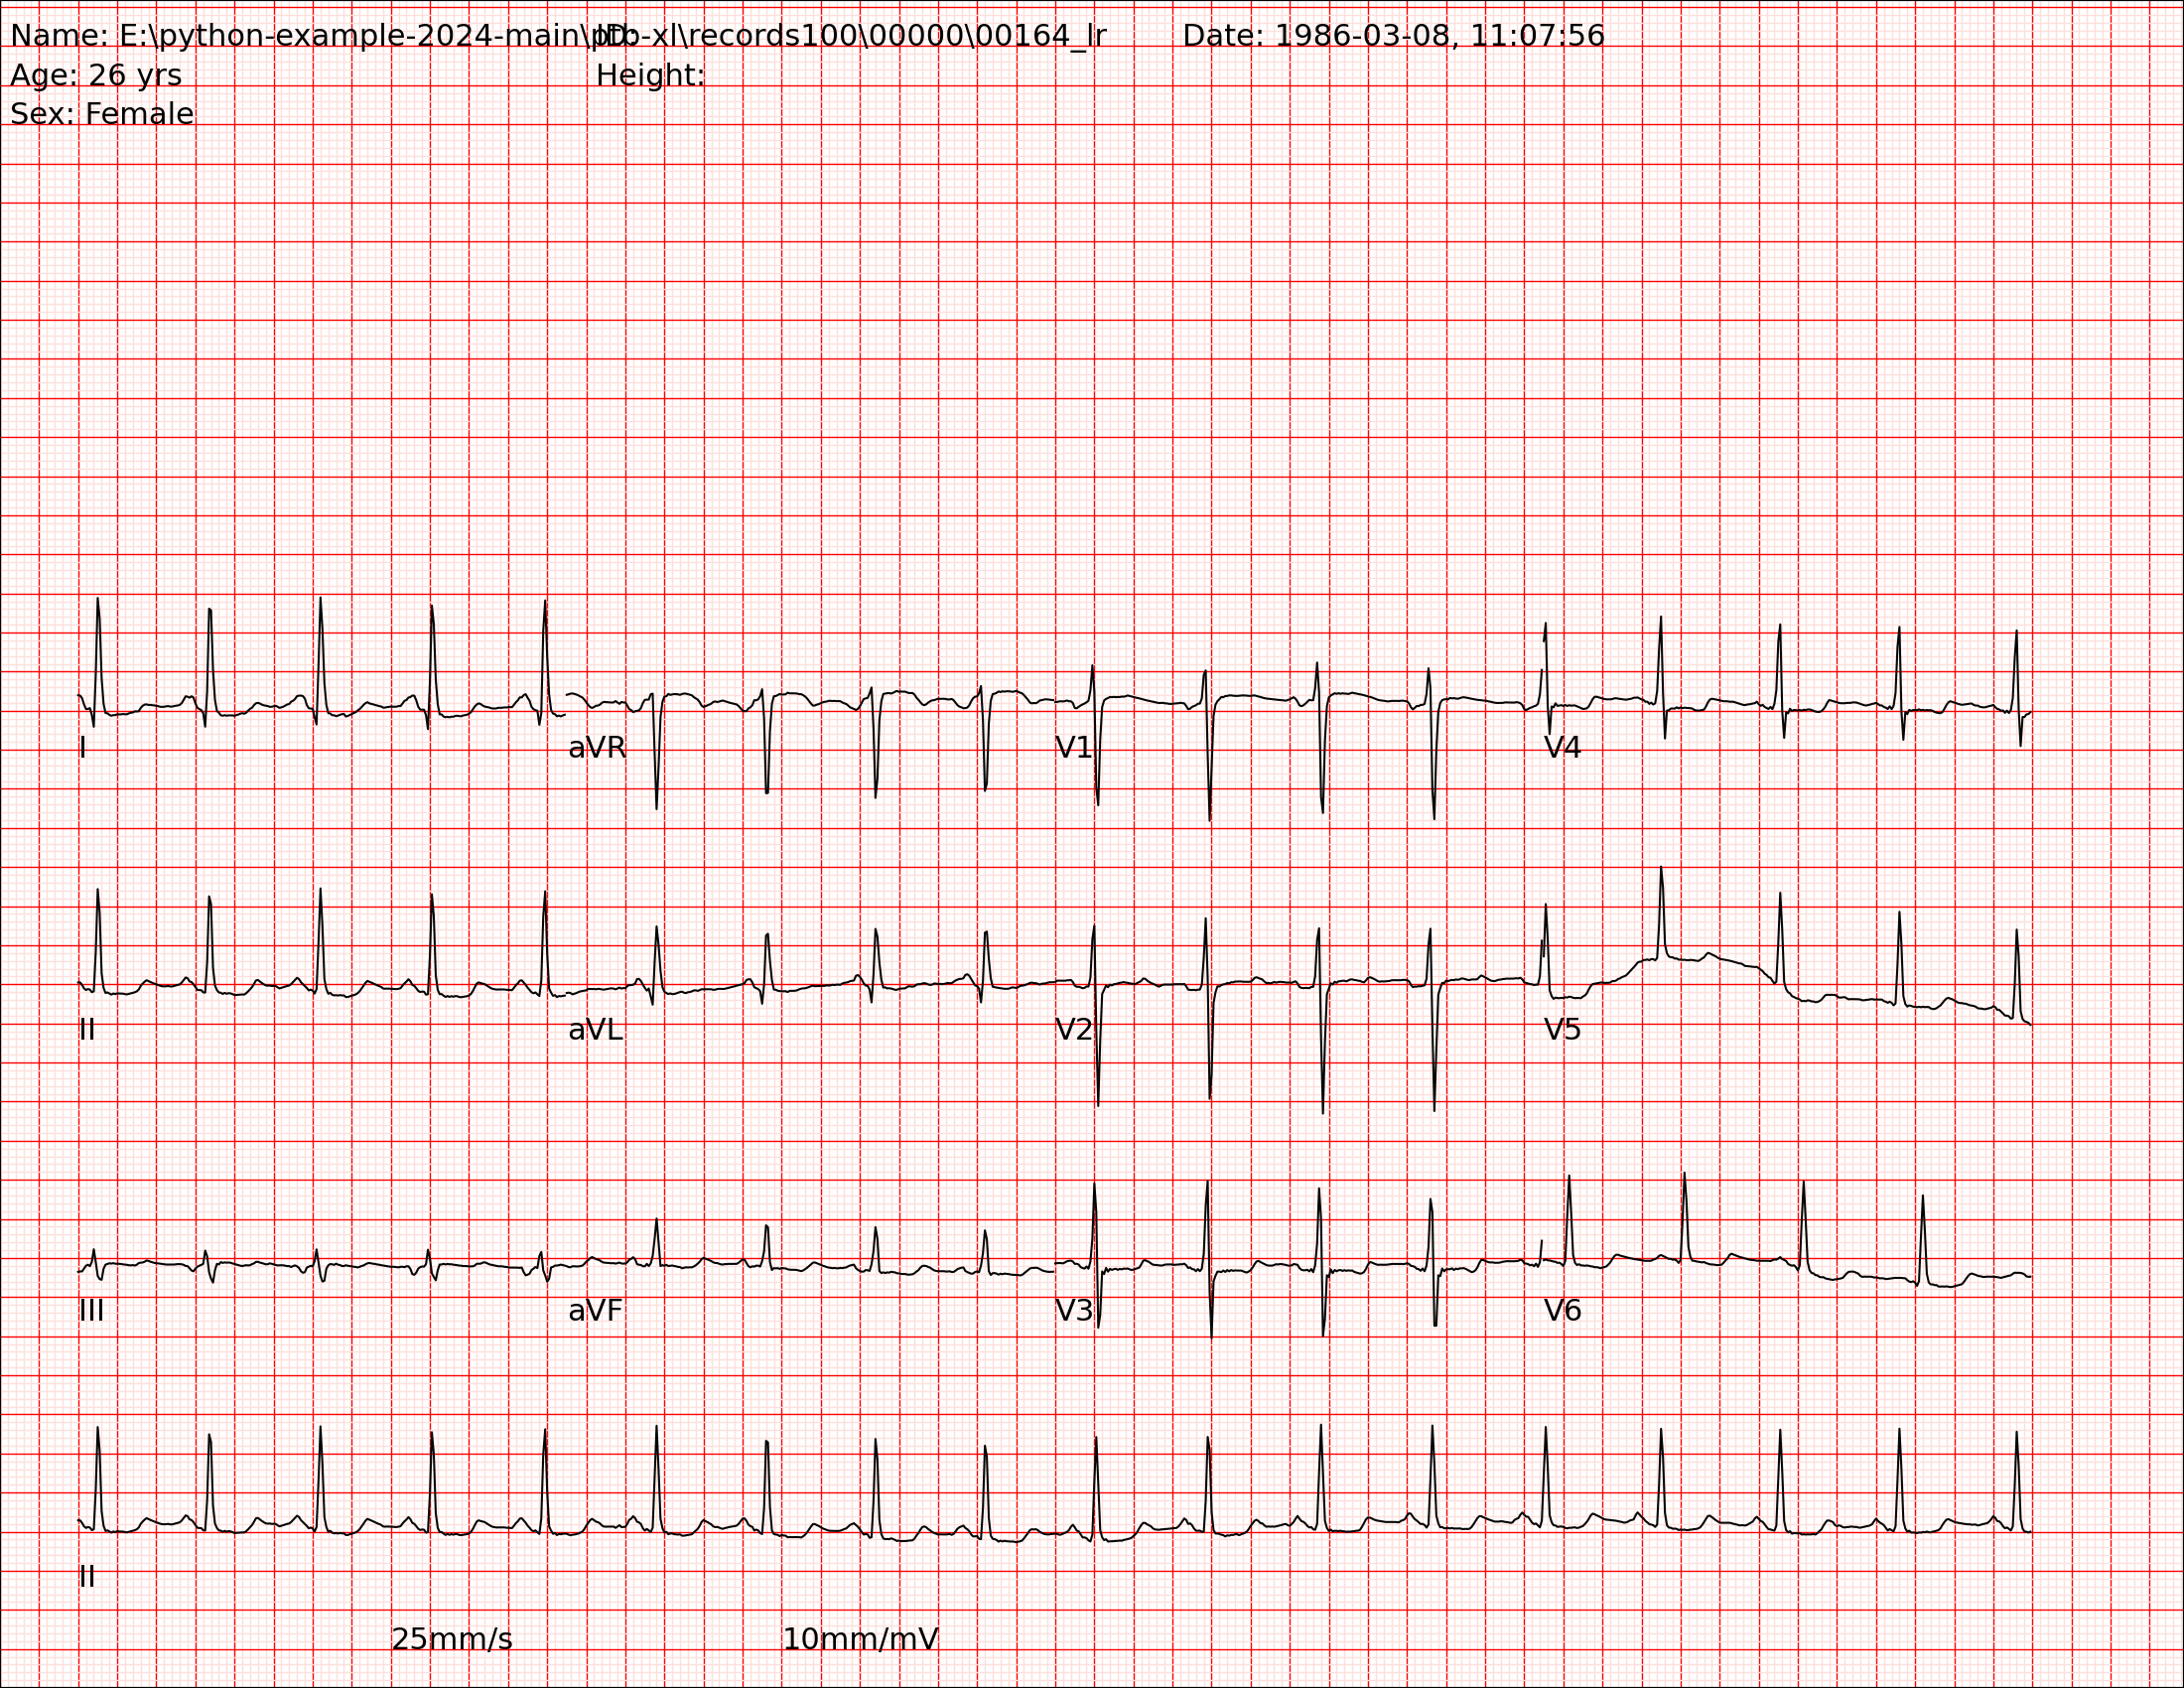 Name: E:\python-example-2024-main\ptb-xl\records100\00000\00164_lr ID: Date: 1986-03-08, 11:07:56
Age: 26 yrs Height:
Sex: Female
I aVR V1 V4
II aVL V2 V5
III aVF V3 V6
II
25mm/s 10mm/mV